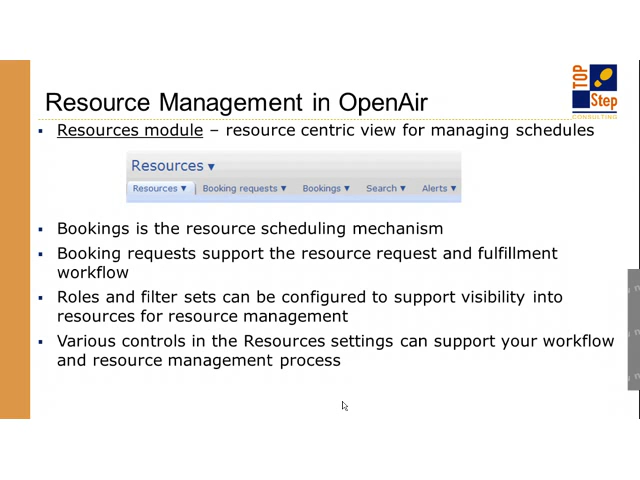 TOP
Step
CONSULTING
Resource Management in OpenAir
▪ Resources module – resource centric view for managing schedules
Resources ▼
Resources ▼ | Booking requests ▼ Bookings ▼ Search ▼ Alerts ▼
▪ Bookings is the resource scheduling mechanism
▪ Booking requests support the resource request and fulfillment
workflow
▪ Roles and filter sets can be configured to support visibility into
resources for resource management
▪ Various controls in the Resources settings can support your workflow
and resource management process